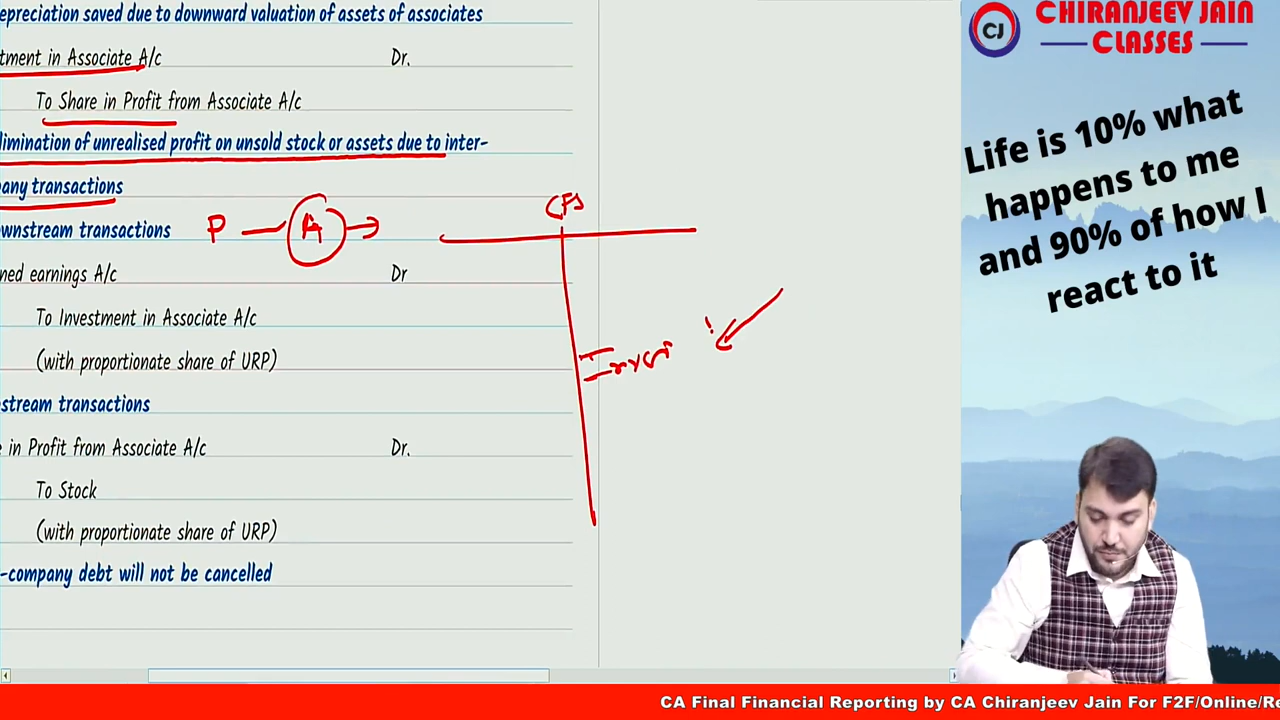 epreciation saved due to downward valuation of assets of associates
tment in Associate A/c Dr.
To Share in Profit from Associate A/c
limination of unrealised profit on unsold stock or assets due to inter-
any transactions
wnstream transactions
P A
CFS
ned earnings A/c Dr
To Investment in Associate A/c
(with proportionate share of URP)
stream transactions
e in Profit from Associate A/c Dr.
To Stock
(with proportionate share of URP)
-company debt will not be cancelled
CJ
CHIRANJEEV JAIN
CLASSES
Life is 10% what
happens to me
and 90% of how I
react to it
CA Final Financial Reporting by CA Chiranjeev Jain For F2F/Online/Re